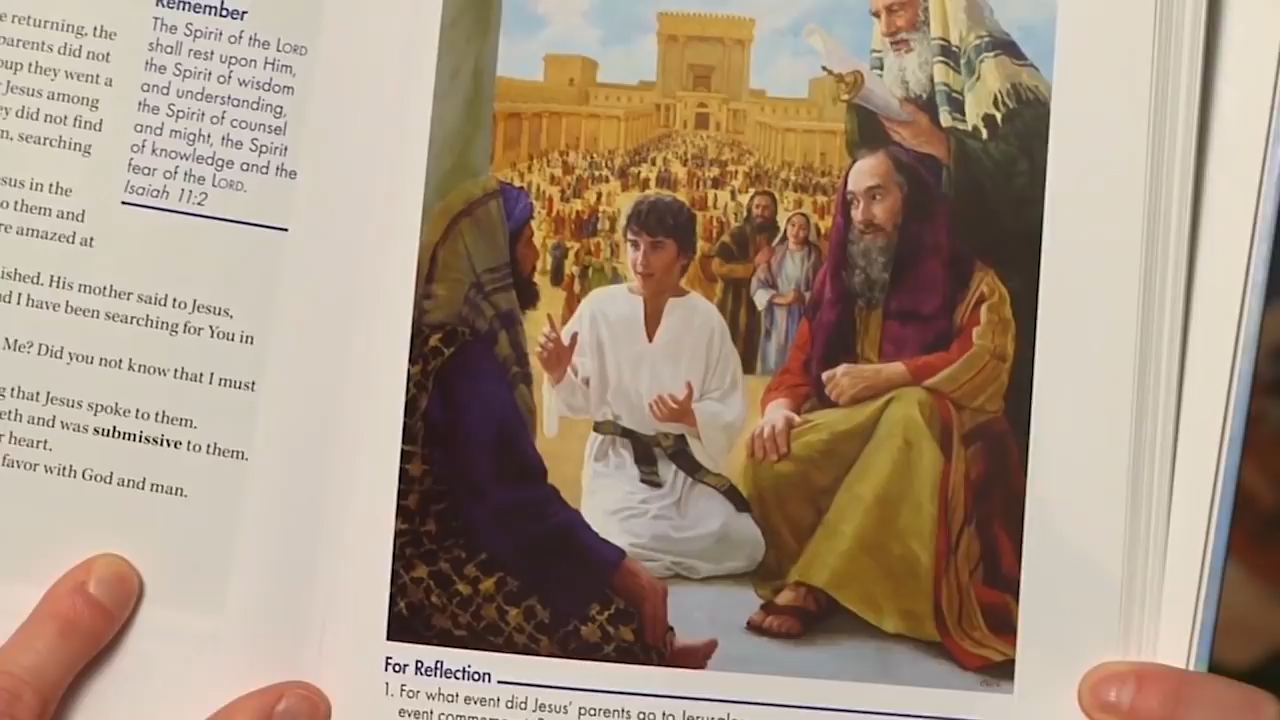 e returning, the
parents did not
oup they went a
Jesus among
ey did not find
n, searching
sus in the
o them and
re amazed at
ished. His mother said to Jesus,
nd I have been searching for You in
Me? Did you not know that I must
g that Jesus spoke to them.
eth and was submissive to them.
r heart.
favor with God and man.
Remember
The Spirit of the LORD
shall rest upon Him,
the Spirit of wisdom
and understanding,
the Spirit of counsel
and might, the Spirit
of knowledge and the
fear of the LORD.
Isaiah 11:2
For Reflection
1. For what event did Jesus' parents go to Jerusale
event comme